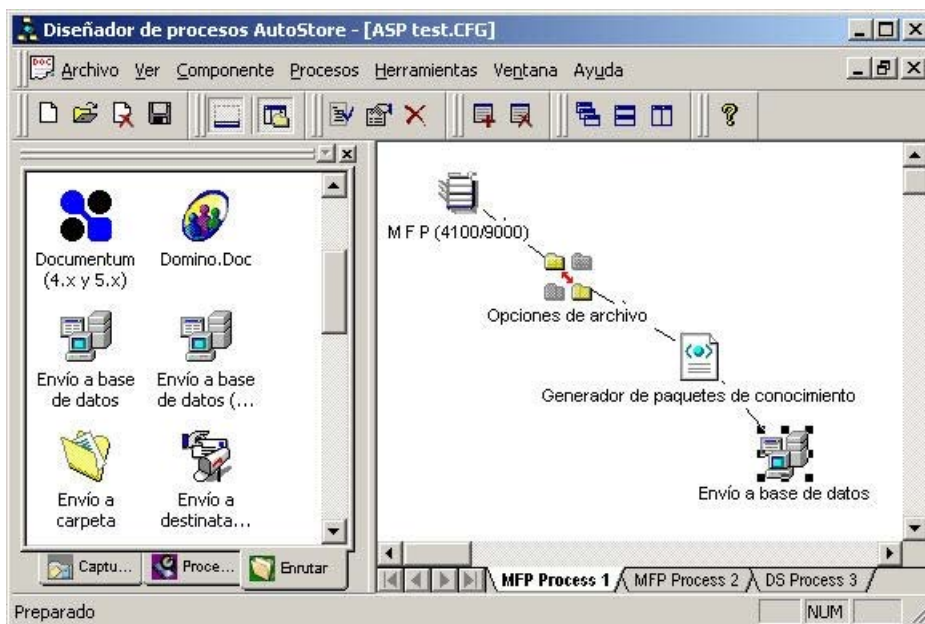 Diseñador de procesos AutoStore - [ASP test.CFG]
Archivo Ver Componente Procesos Herramientas Ventana Ayuda
Documentum (4.x y 5.x)
Domino.Doc
Envío a base de datos
Envío a base de datos (...
Envío a carpeta
Envío a destinata...
Captu... Proce... Enrutar
M F P (4100/9000)
Opciones de archivo
Generador de paquetes de conocimiento
Envío a base de datos
MFP Process 1 MFP Process 2 DS Process 3
Preparado NUM